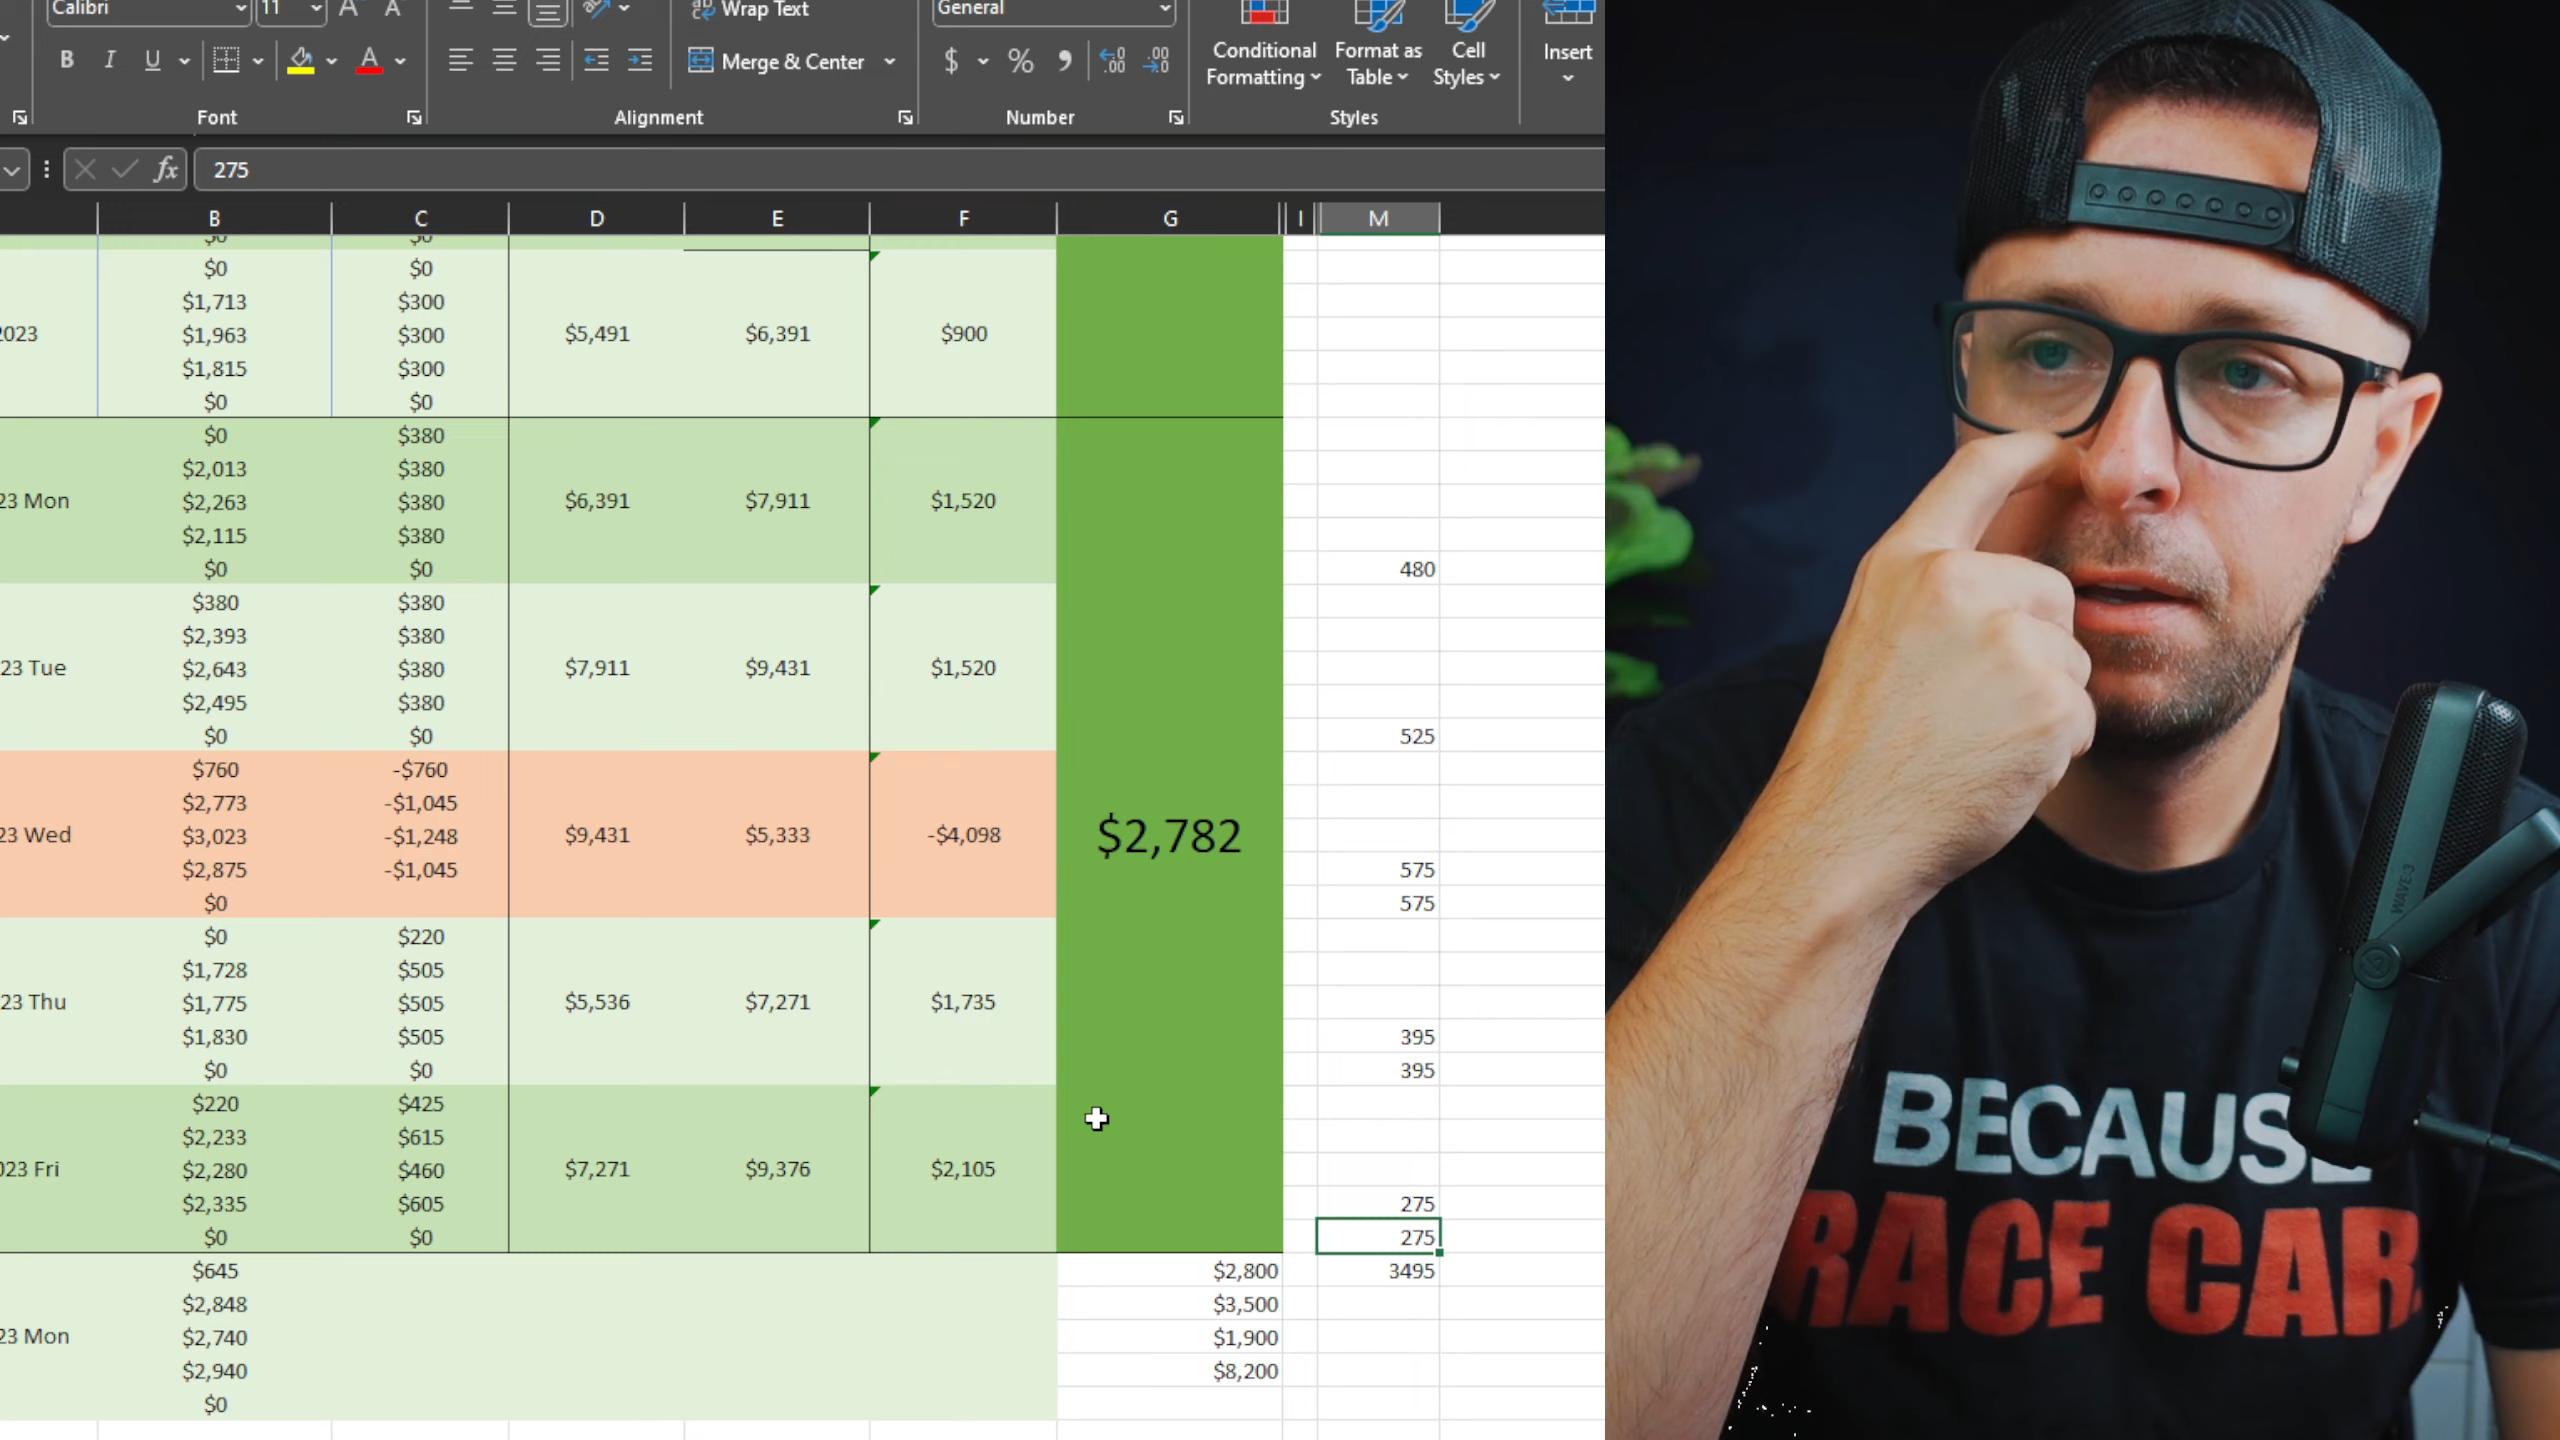 Calibri 11 A A Wrap Text General
B I U Merge & Center $ % Conditional Formatting Format as Table Cell Styles Insert
Font Alignment Number Styles
fx 275
B C D E F G I M
$0 $0
$0 $0
$1,713 $300
2023 $1,963 $300 $5,491 $6,391 $900
$1,815 $300
$0 $0
$0 $380
$2,013 $380
23 Mon $2,263 $380 $6,391 $7,911 $1,520
$2,115 $380
$0 $0 480
$380 $380
$2,393 $380
23 Tue $2,643 $380 $7,911 $9,431 $1,520
$2,495 $380
$0 $0 525
$760 -$760
$2,773 -$1,045
23 Wed $3,023 -$1,248 $9,431 $5,333 -$4,098 $2,782
$2,875 -$1,045 575
$0 575
$0 $220
$1,728 $505
23 Thu $1,775 $505 $5,536 $7,271 $1,735
$1,830 $505 395
$0 $0 395
$220 $425
$2,233 $615
023 Fri $2,280 $460 $7,271 $9,376 $2,105
$2,335 $605 275
$0 $0 275
$645 $2,800 3495
$2,848 $3,500
23 Mon $2,740 $1,900
$2,940 $8,200
$0
WAVE:3
BECAUSE
RACE CAR